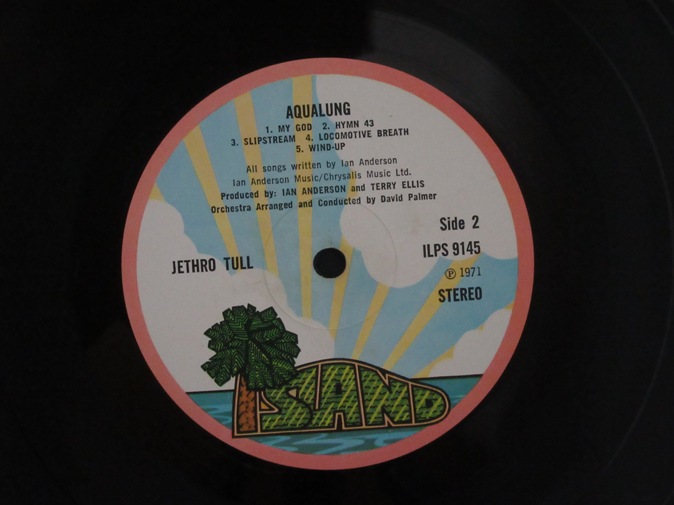 AQUALUNG
1. MY GOD 2. HYMN 43
3. SLIPSTREAM 4. LOCOMOTIVE BREATH
5. WIND-UP
All songs written by Ian Anderson
Ian Anderson Music/Chrysalis Music Ltd.
Produced by: IAN ANDERSON and TERRY ELLIS
Orchestra Arranged and Conducted by David Palmer
Side 2
ILPS 9145
JETHRO TULL
℗ 1971
STEREO
ISLAND